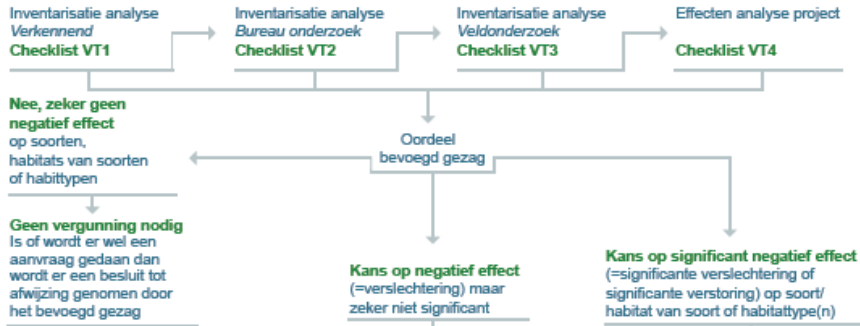 Inventarisatie analyse
Verkennend
Checklist VT1
Inventarisatie analyse
Bureau onderzoek
Checklist VT2
Inventarisatie analyse
Veldonderzoek
Checklist VT3
Effecten analyse project
Checklist VT4
Oordeel
bevoegd gezag
Nee, zeker geen
negatief effect
op soorten,
habitats van soorten
of habittypen
Geen vergunning nodig
Is of wordt er wel een
aanvraag gedaan dan
wordt er een besluit tot
afwijzing genomen door
het bevoegd gezag
Kans op negatief effect
(=verslechtering) maar
zeker niet significant
Kans op significant negatief effect
(=significante verslechtering of
significante verstoring) op soort/
habitat van soort of habitattype(n)